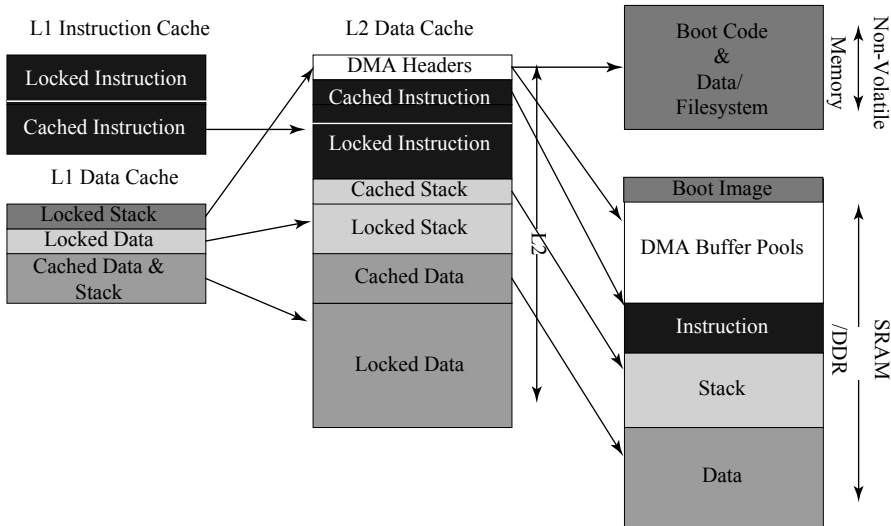 L1 Instruction Cache
Locked Instruction
Cached Instruction
L1 Data Cache
Locked Stack
Locked Data
Cached Data &
Stack
L2 Data Cache
DMA Headers
Cached Instruction
Locked Instruction
Cached Stack
Locked Stack
Cached Data
Locked Data
L2
Boot Code
&
Data/
Filesystem
Non-Volatile
Memory
Boot Image
DMA Buffer Pools
Instruction
Stack
Data
SRAM
/DDR